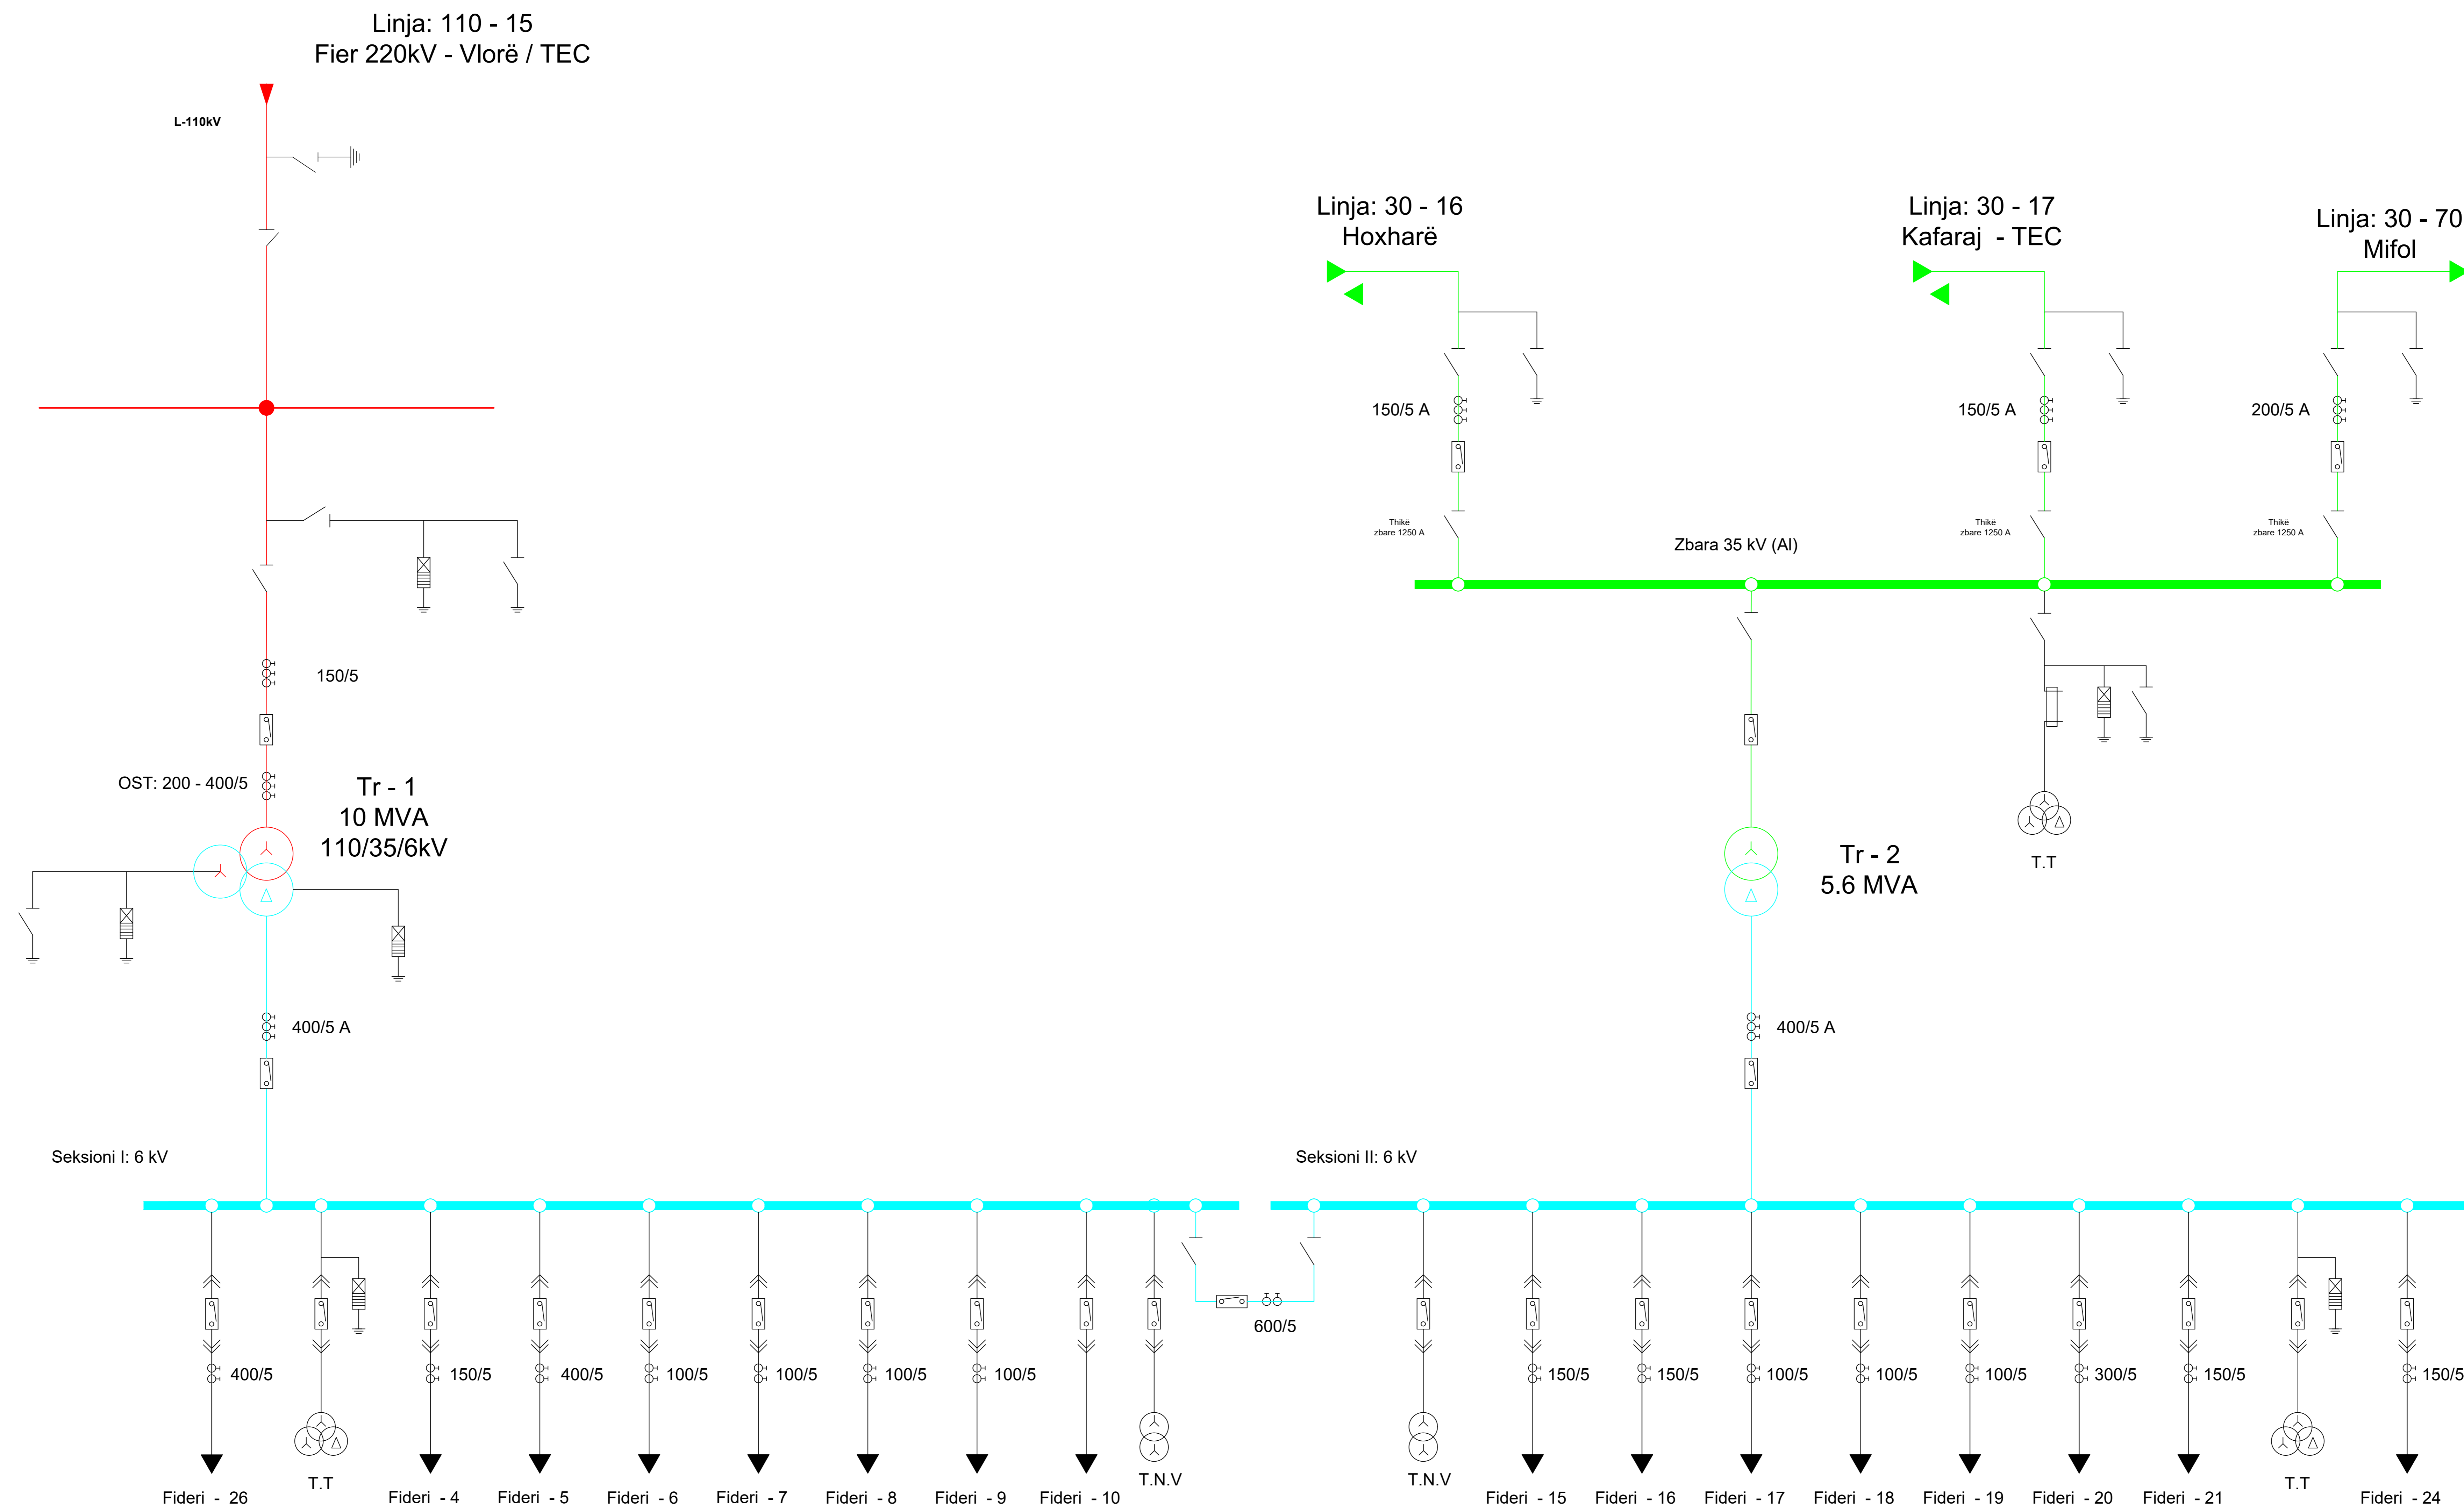 Linja: 110 - 15
Fier 220kV - Vlorë / TEC
L-110kV
Linja: 30 - 16
Hoxharë
Linja: 30 - 17
Kafaraj - TEC
Linja: 30 - 70
Mifol
150/5 A
150/5 A
200/5 A
Thikë
zbare 1250 A
Thikë
zbare 1250 A
Thikë
zbare 1250 A
Zbara 35 kV (Al)
150/5
OST: 200 - 400/5
Tr - 1
10 MVA
110/35/6kV
Tr - 2
5.6 MVA
T.T
400/5 A
400/5 A
Seksioni I: 6 kV
Seksioni II: 6 kV
600/5
400/5
150/5
400/5
100/5
100/5
100/5
100/5
150/5
150/5
100/5
100/5
100/5
300/5
150/5
150/5
Fideri - 26
T.T
Fideri - 4
Fideri - 5
Fideri - 6
Fideri - 7
Fideri - 8
Fideri - 9
Fideri - 10
T.N.V
T.N.V
Fideri - 15
Fideri - 16
Fideri - 17
Fideri - 18
Fideri - 19
Fideri - 20
Fideri - 21
T.T
Fideri - 24